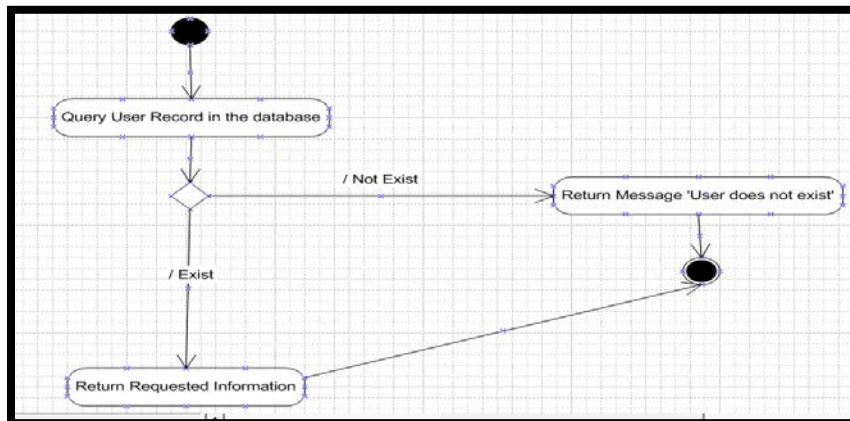 Query User Record in the database
/ Not Exist
Return Message 'User does not exist'
/ Exist
Return Requested Information